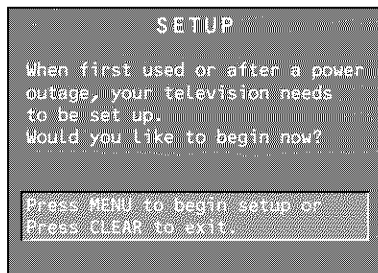 SETUP
When first used or after a power
outage, your television needs
to be set up.
Would you like to begin now?
Press MENU to begin setup or
Press CLEAR to exit.